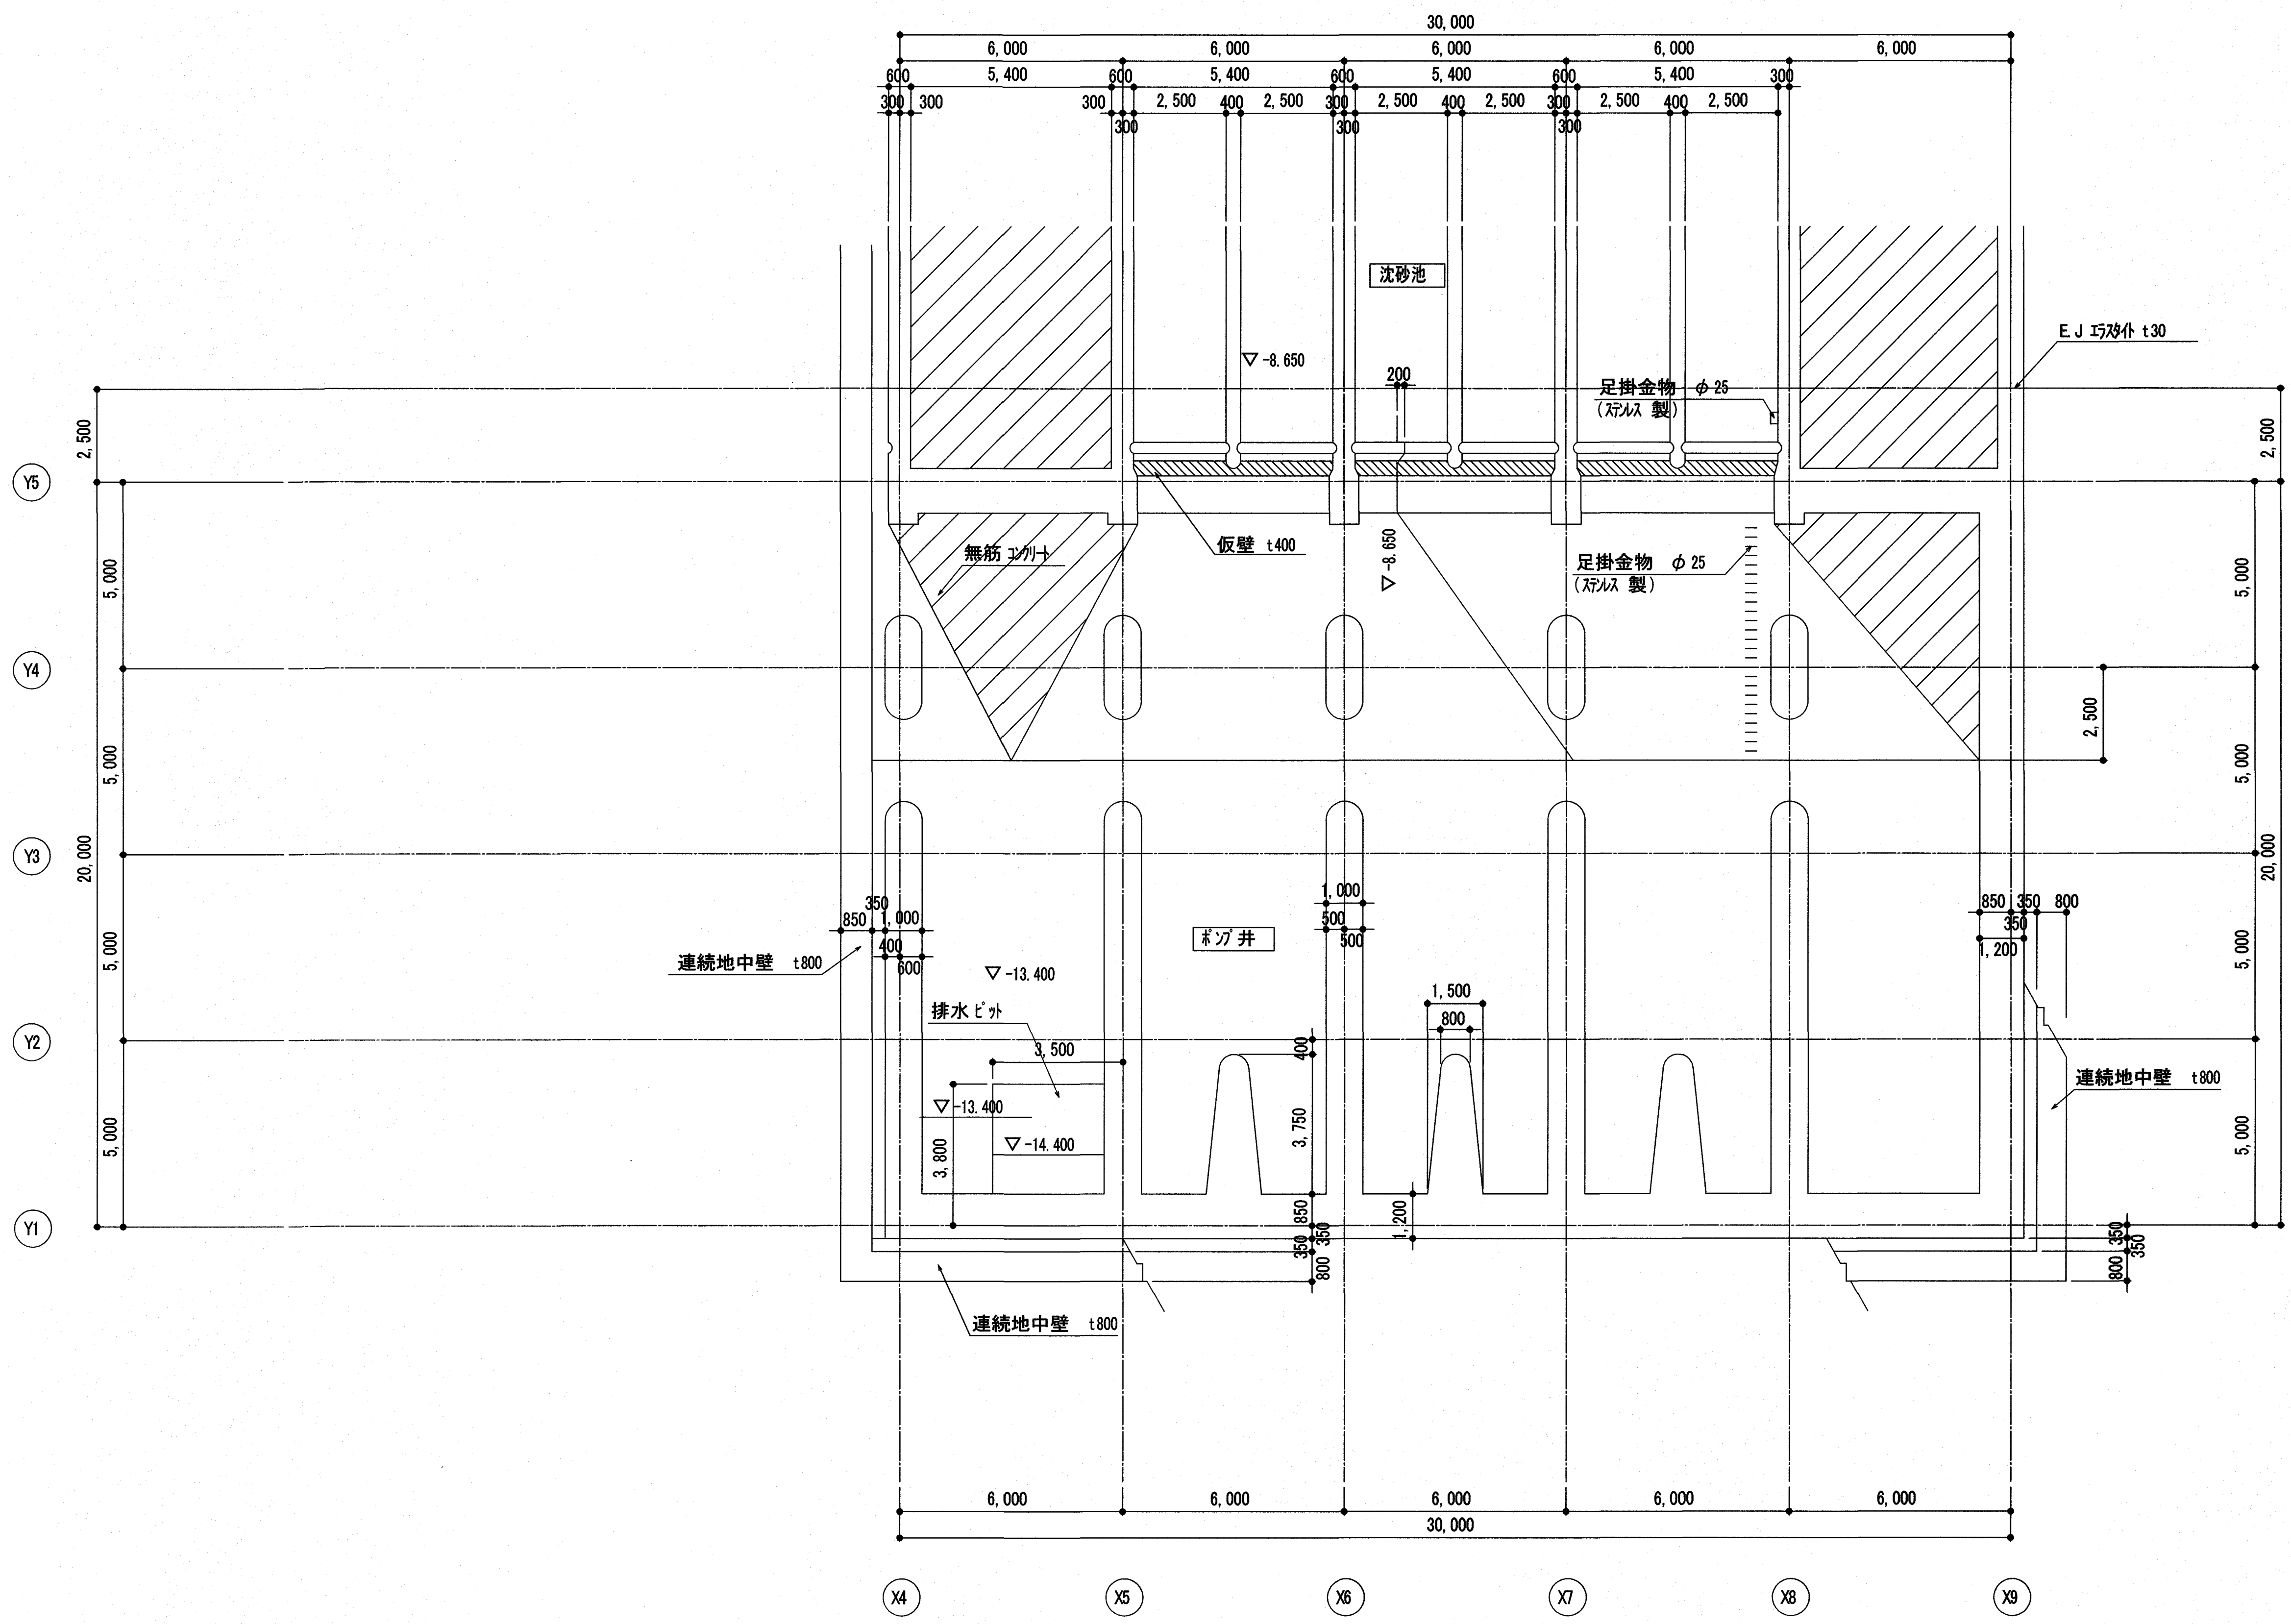 30,000
6,000 6,000 6,000 6,000 6,000
600 5,400 600 5,400 600 5,400 600 5,400 300
300 300 300 2,500 400 2,500 300 2,500 400 2,500 300 2,500 400 2,500
300 300 300
沈砂池
E.J エラスタイト t30
▽ -8.650
200
足掛金物 φ25
(ステンレス 製)
2,500
2,500
Y5
仮壁 t400
無筋 コンクリート
▽ -8.650
足掛金物 φ25
(ステンレス 製)
5,000
5,000
Y4
2,500
5,000
5,000
Y3
20,000
20,000
350
850 1,000
400
600
1,000
500
500
850 350 800
350
1,200
ポンプ井
連続地中壁 t800
▽ -13.400
5,000
5,000
排水ピット
1,500
800
Y2
400
3,500
連続地中壁 t800
▽ -13.400
▽ -14.400
3,800
3,750
5,000
5,000
Y1
850
350
350
800
1,200
350
350
800
連続地中壁 t800
6,000 6,000 6,000 6,000 6,000
30,000
X4 X5 X6 X7 X8 X9